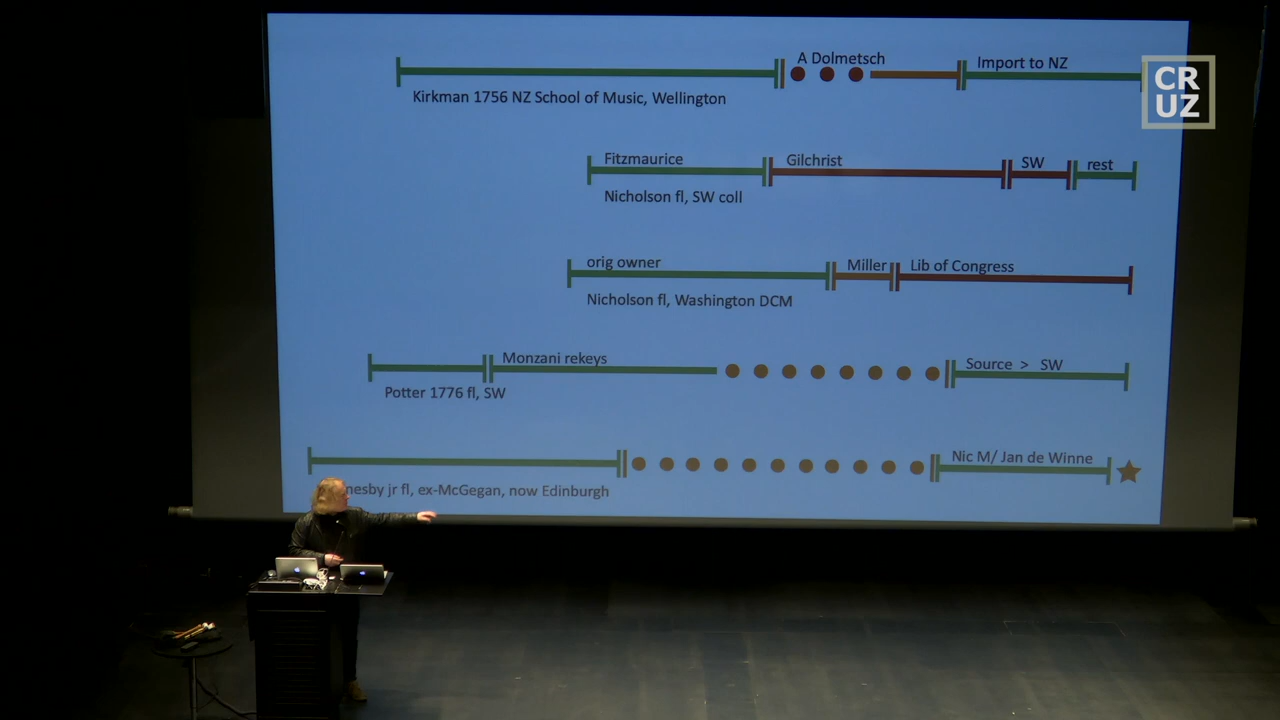 A Dolmetsch
Import to NZ
Kirkman 1756 NZ School of Music, Wellington
CR
UZ
Fitzmaurice
Gilchrist
SW
rest
Nicholson fl, SW coll
orig owner
Miller
Lib of Congress
Nicholson fl, Washington DCM
Monzani rekeys
Source > SW
Potter 1776 fl, SW
Nic M/ Jan de Winne
jr fl, ex-McGegan, now Edinburgh